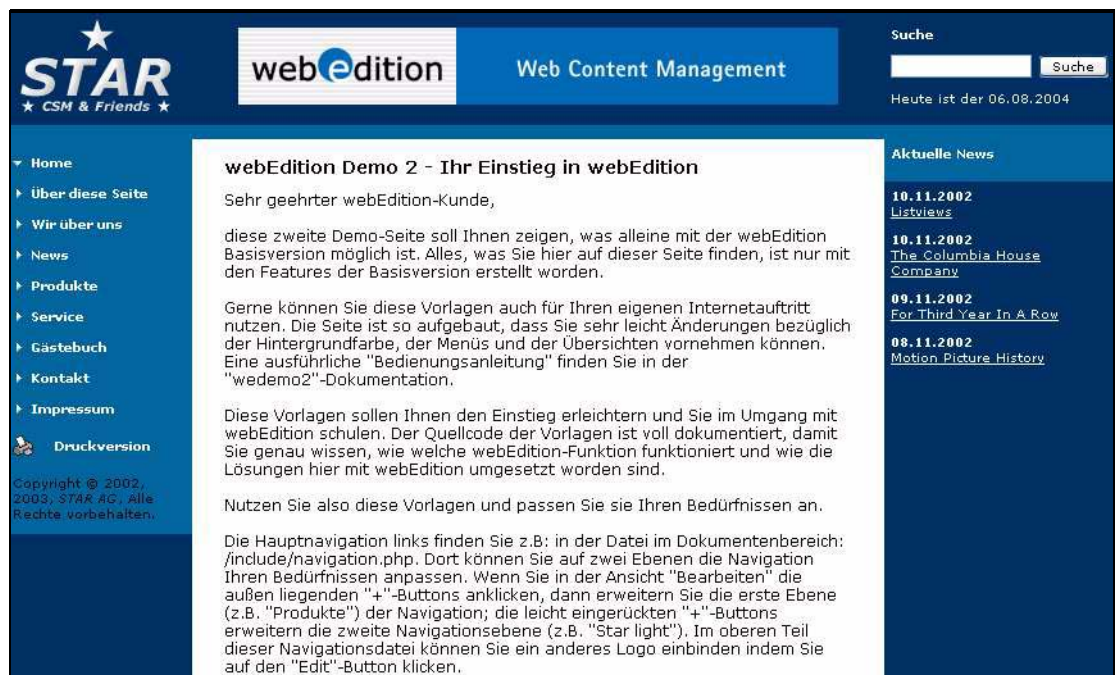 STAR
★ CSM & Friends ★
webedition
Web Content Management
Suche
Suche
Heute ist der 06.08.2004
Home
Über diese Seite
Wir über uns
News
Produkte
Service
Gästebuch
Kontakt
Impressum
Druckversion
Copyright © 2002,
2003, STAR AG, Alle
Rechte vorbehalten.
webEdition Demo 2 - Ihr Einstieg in webEdition
Sehr geehrter webEdition-Kunde,
diese zweite Demo-Seite soll Ihnen zeigen, was alleine mit der webEdition
Basisversion möglich ist. Alles, was Sie hier auf dieser Seite finden, ist nur mit
den Features der Basisversion erstellt worden.
Gerne können Sie diese Vorlagen auch für Ihren eigenen Internetauftritt
nutzen. Die Seite ist so aufgebaut, dass Sie sehr leicht Änderungen bezüglich
der Hintergrundfarbe, der Menüs und der Übersichten vornehmen können.
Eine ausführliche "Bedienungsanleitung" finden Sie in der
"wedemo2"-Dokumentation.
Diese Vorlagen sollen Ihnen den Einstieg erleichtern und Sie im Umgang mit
webEdition schulen. Der Quellcode der Vorlagen ist voll dokumentiert, damit
Sie genau wissen, wie welche webEdition-Funktion funktioniert und wie die
Lösungen hier mit webEdition umgesetzt worden sind.
Nutzen Sie also diese Vorlagen und passen Sie sie Ihren Bedürfnissen an.
Die Hauptnavigation links finden Sie z.B: in der Datei im Dokumentenbereich:
/include/navigation.php. Dort können Sie auf zwei Ebenen die Navigation
Ihren Bedürfnissen anpassen. Wenn Sie in der Ansicht "Bearbeiten" die
außen liegenden "+"-Buttons anklicken, dann erweitern Sie die erste Ebene
(z.B. "Produkte") der Navigation; die leicht eingerückten "+"-Buttons
erweitern die zweite Navigationsebene (z.B. "Star light"). Im oberen Teil
dieser Navigationsdatei können Sie ein anderes Logo einbinden indem Sie
auf den "Edit"-Button klicken.
Aktuelle News
10.11.2002
Listviews
10.11.2002
The Columbia House
Company
09.11.2002
For Third Year In A Row
08.11.2002
Motion Picture History